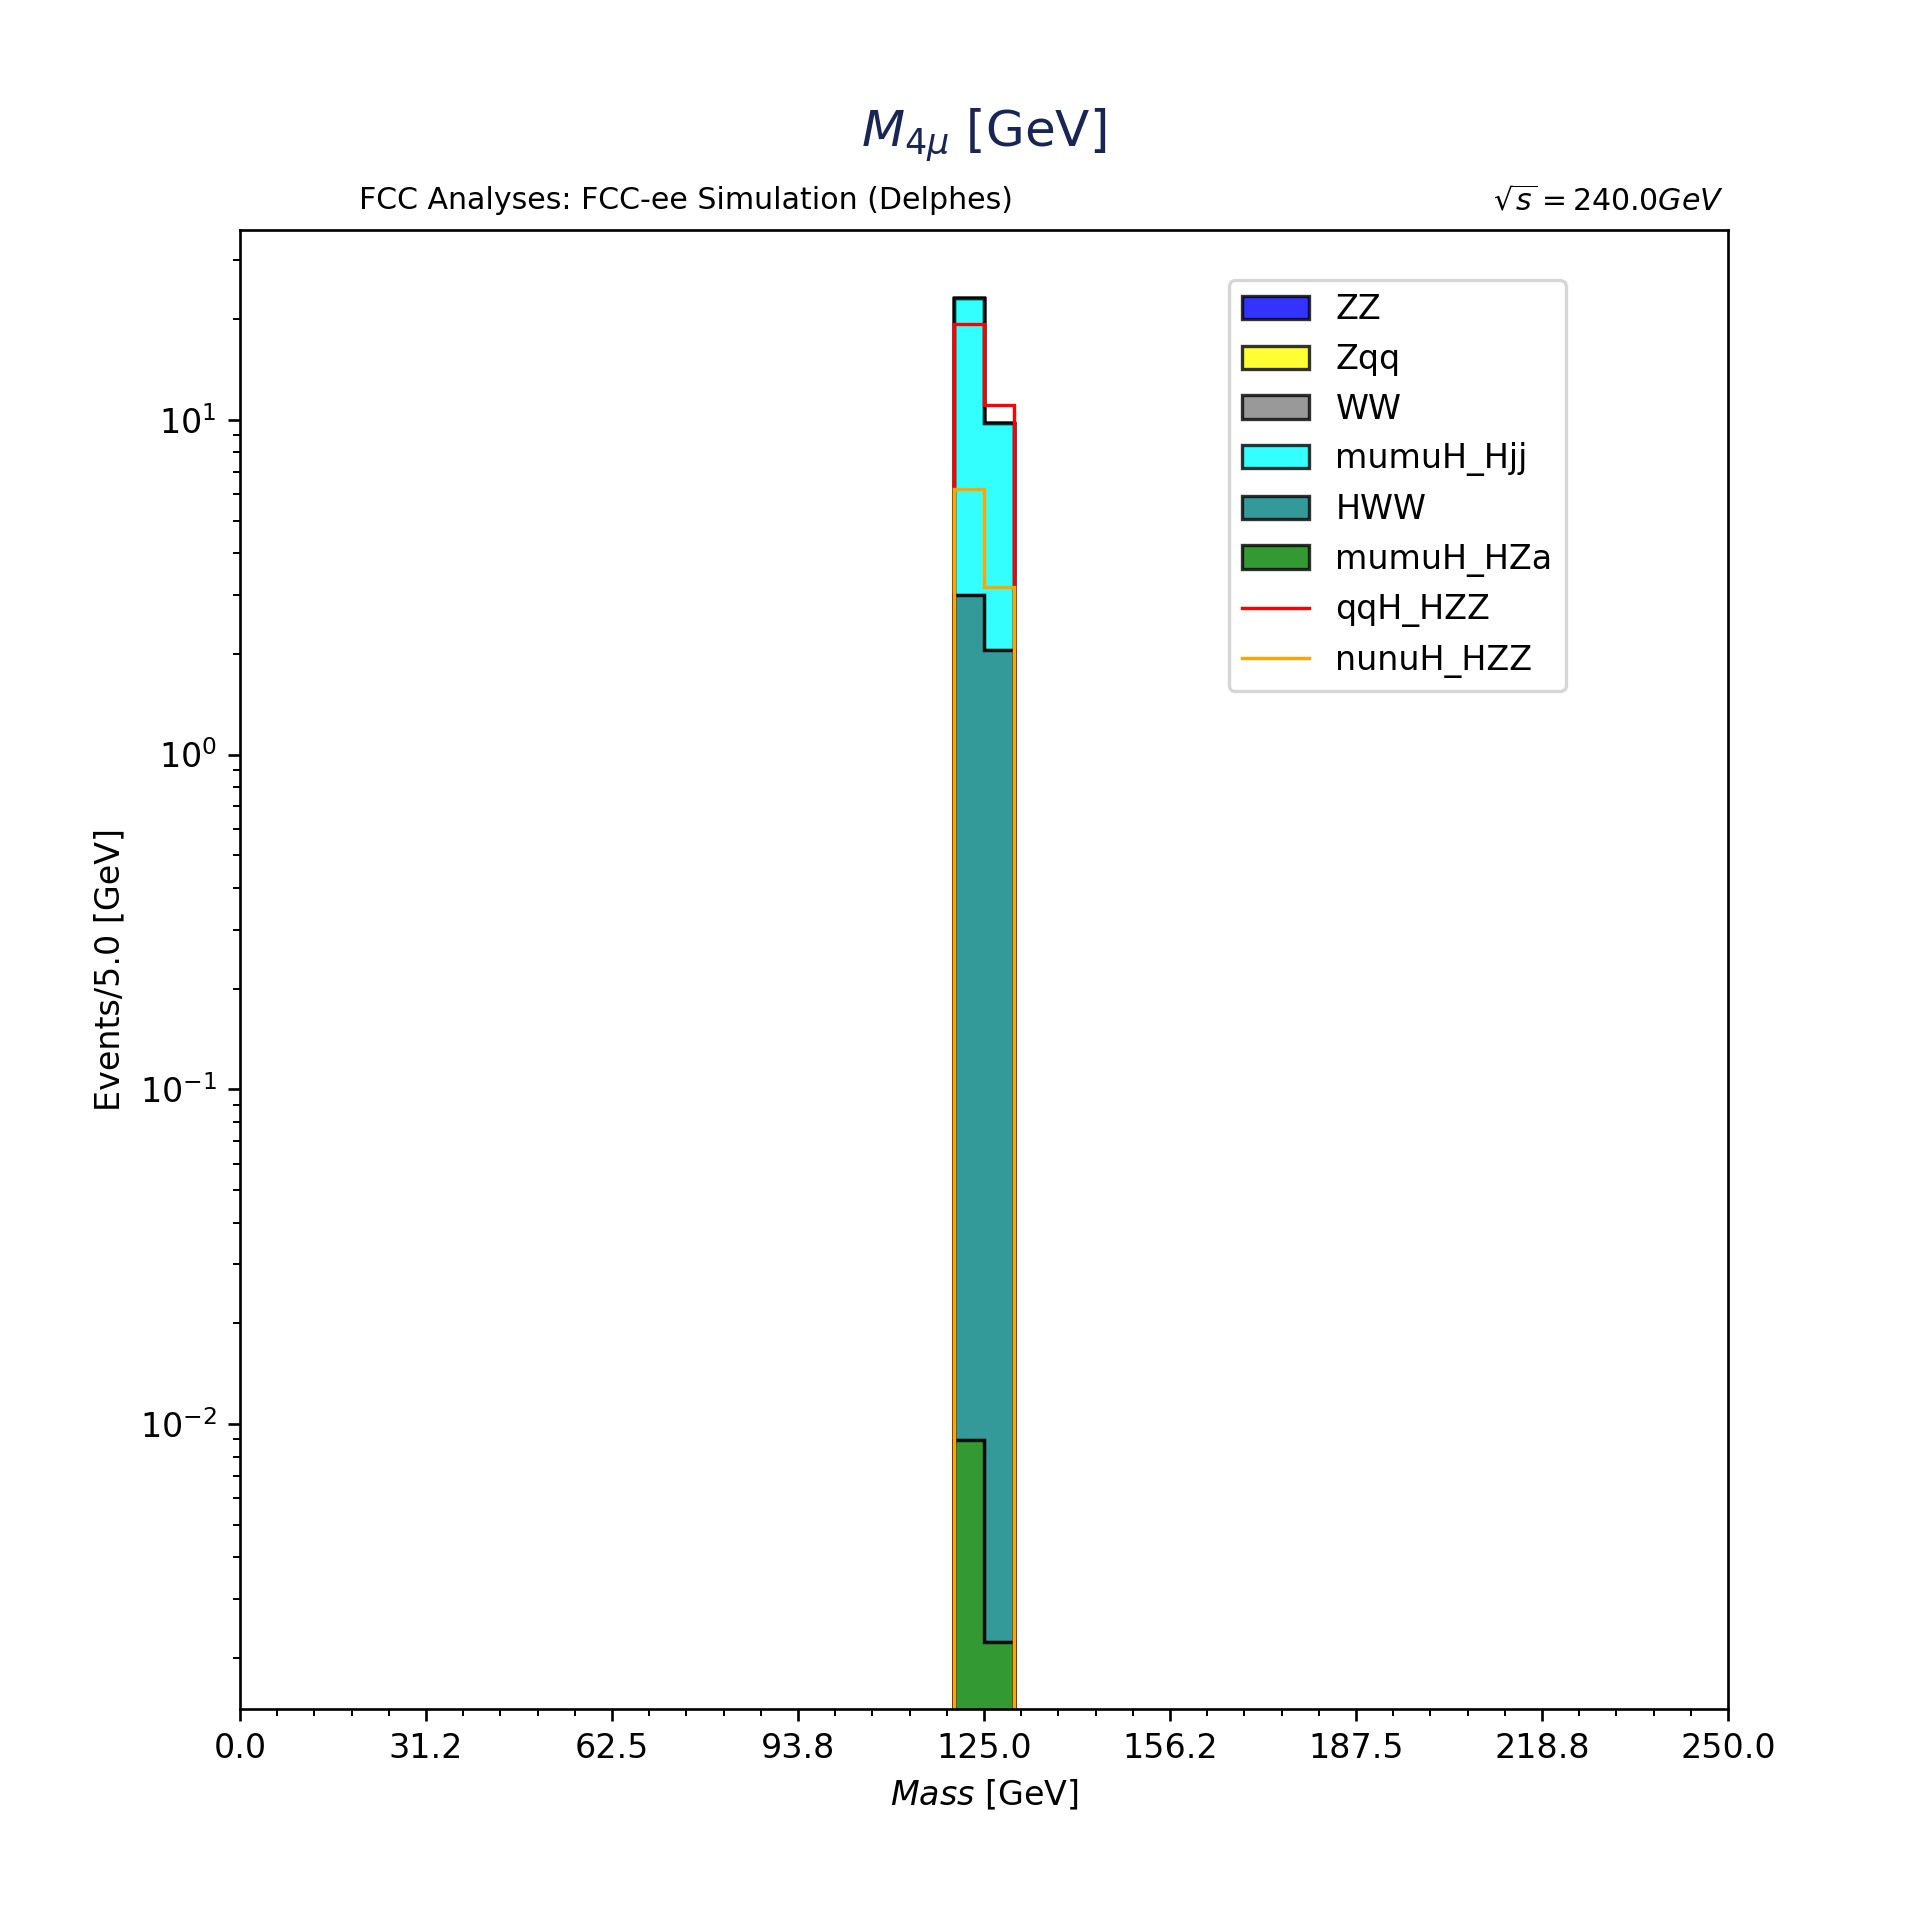 M4μ [GeV]
FCC Analyses: FCC-ee Simulation (Delphes)
√s = 240.0GeV
ZZ
Zqq
WW
mumuH_Hjj
HWW
mumuH_HZa
qqH_HZZ
nunuH_HZZ
10¹
10⁰
10⁻¹
10⁻²
Events/5.0 [GeV]
0.0 31.2 62.5 93.8 125.0 156.2 187.5 218.8 250.0
Mass [GeV]